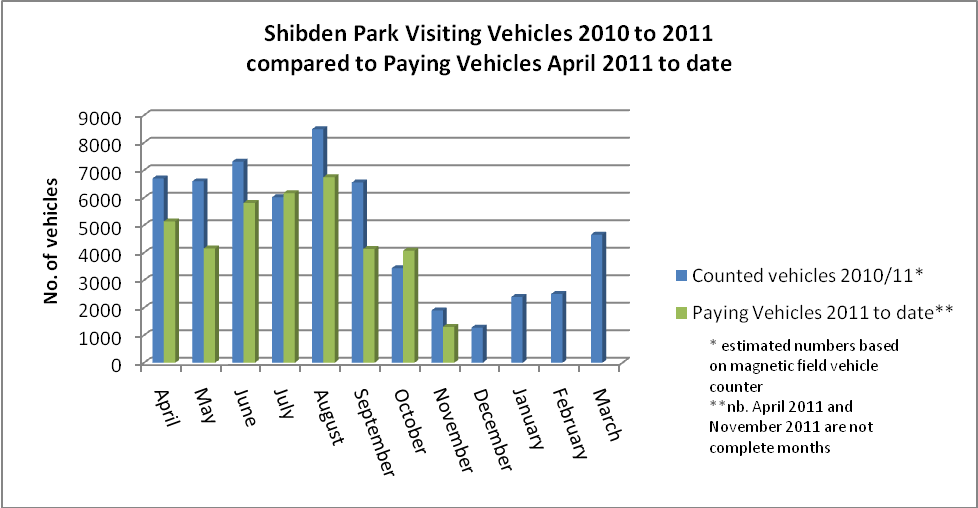 Shibden Park Visiting Vehicles 2010 to 2011
compared to Paying Vehicles April 2011 to date
9000
8000
7000
6000
5000
4000
3000
2000
1000
0
No. of vehicles
April
May
June
July
August
September
October
November
December
January
February
March
Counted vehicles 2010/11*
Paying Vehicles 2011 to date**
* estimated numbers based
on magnetic field vehicle
counter
**nb. April 2011 and
November 2011 are not
complete months